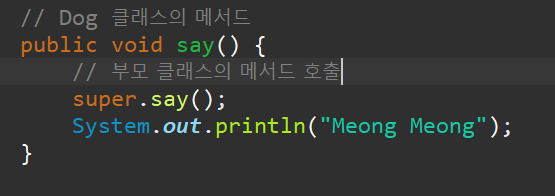 // Dog 클래스의 메서드
public void say() {
// 부모 클래스의 메서드 호출
super.say();
System.out.println("Meong Meong");
}